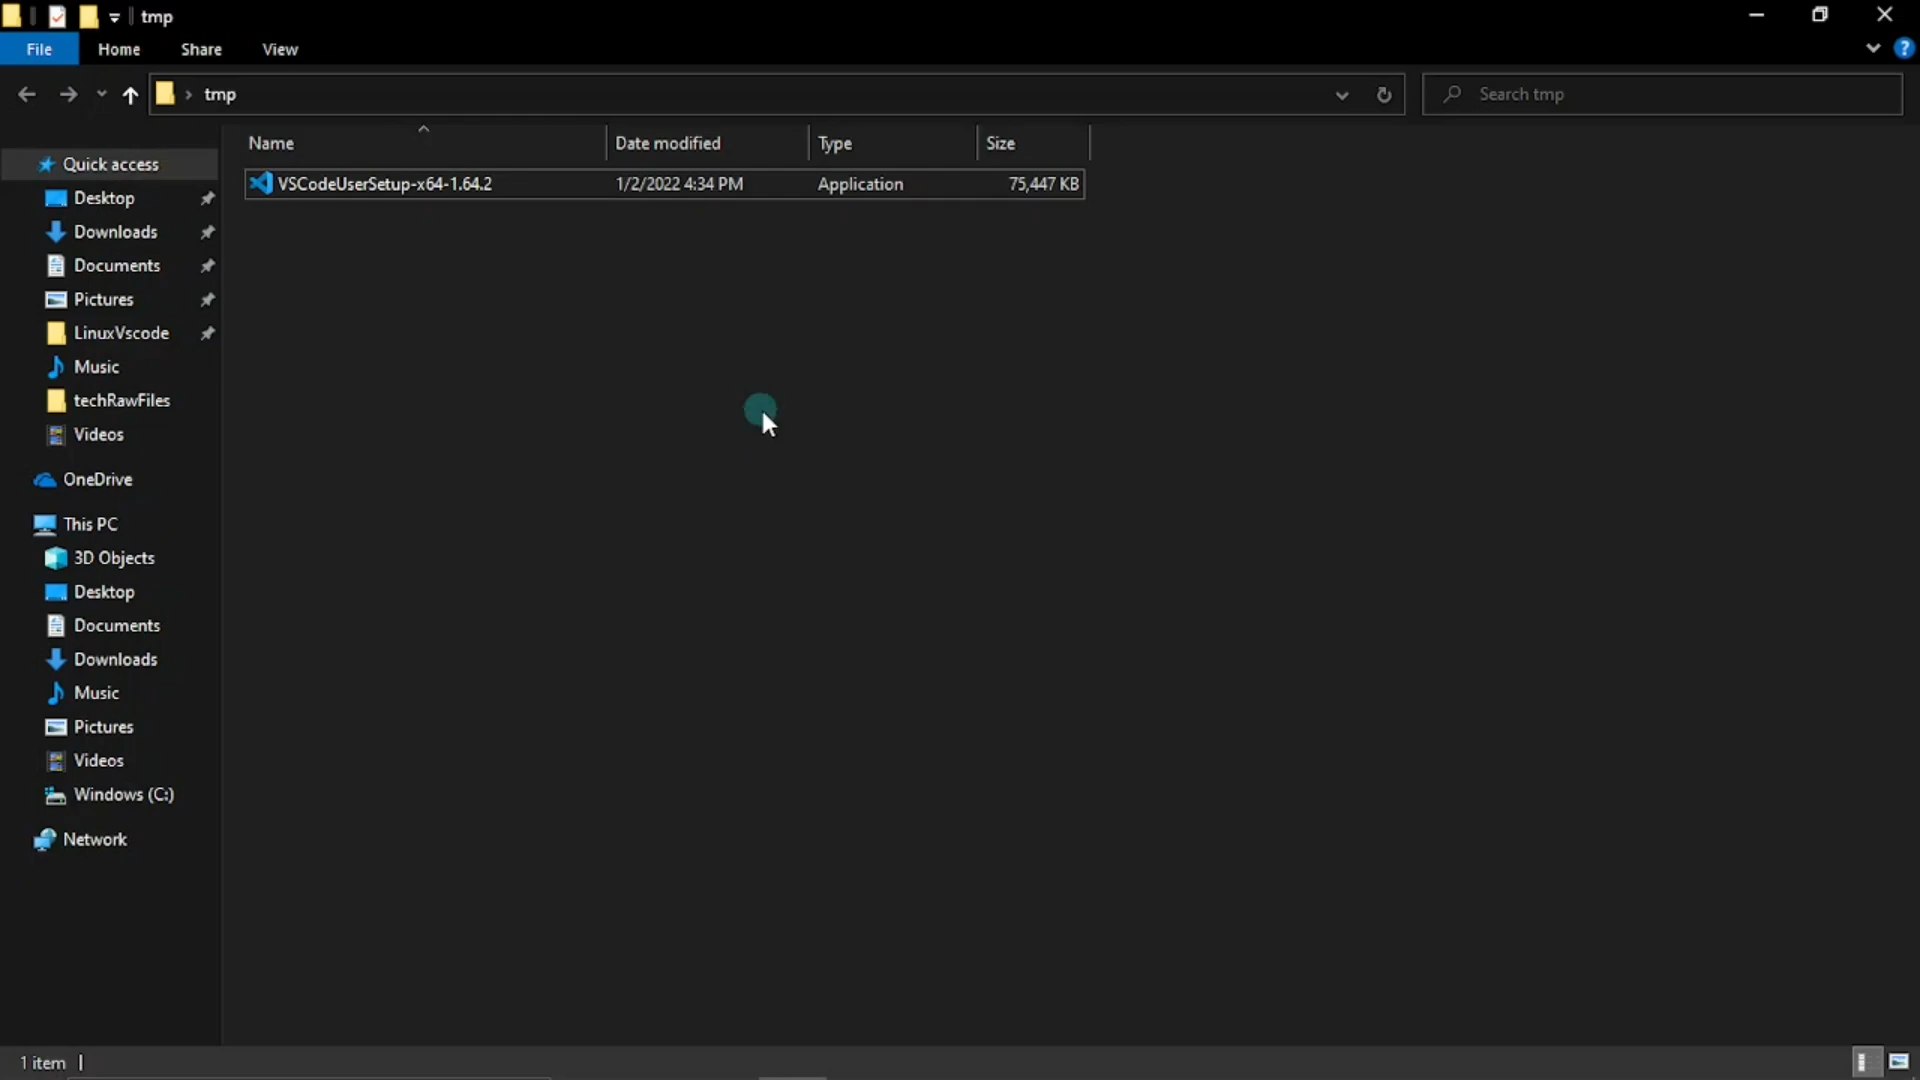 tmp
File Home Share View
tmp
Search tmp
Name Date modified Type Size
VSCodeUserSetup-x64-1.64.2 1/2/2022 4:34 PM Application 75,447 KB
Quick access
Desktop
Downloads
Documents
Pictures
LinuxVscode
Music
techRawFiles
Videos
OneDrive
This PC
3D Objects
Desktop
Documents
Downloads
Music
Pictures
Videos
Windows (C:)
Network
1 item